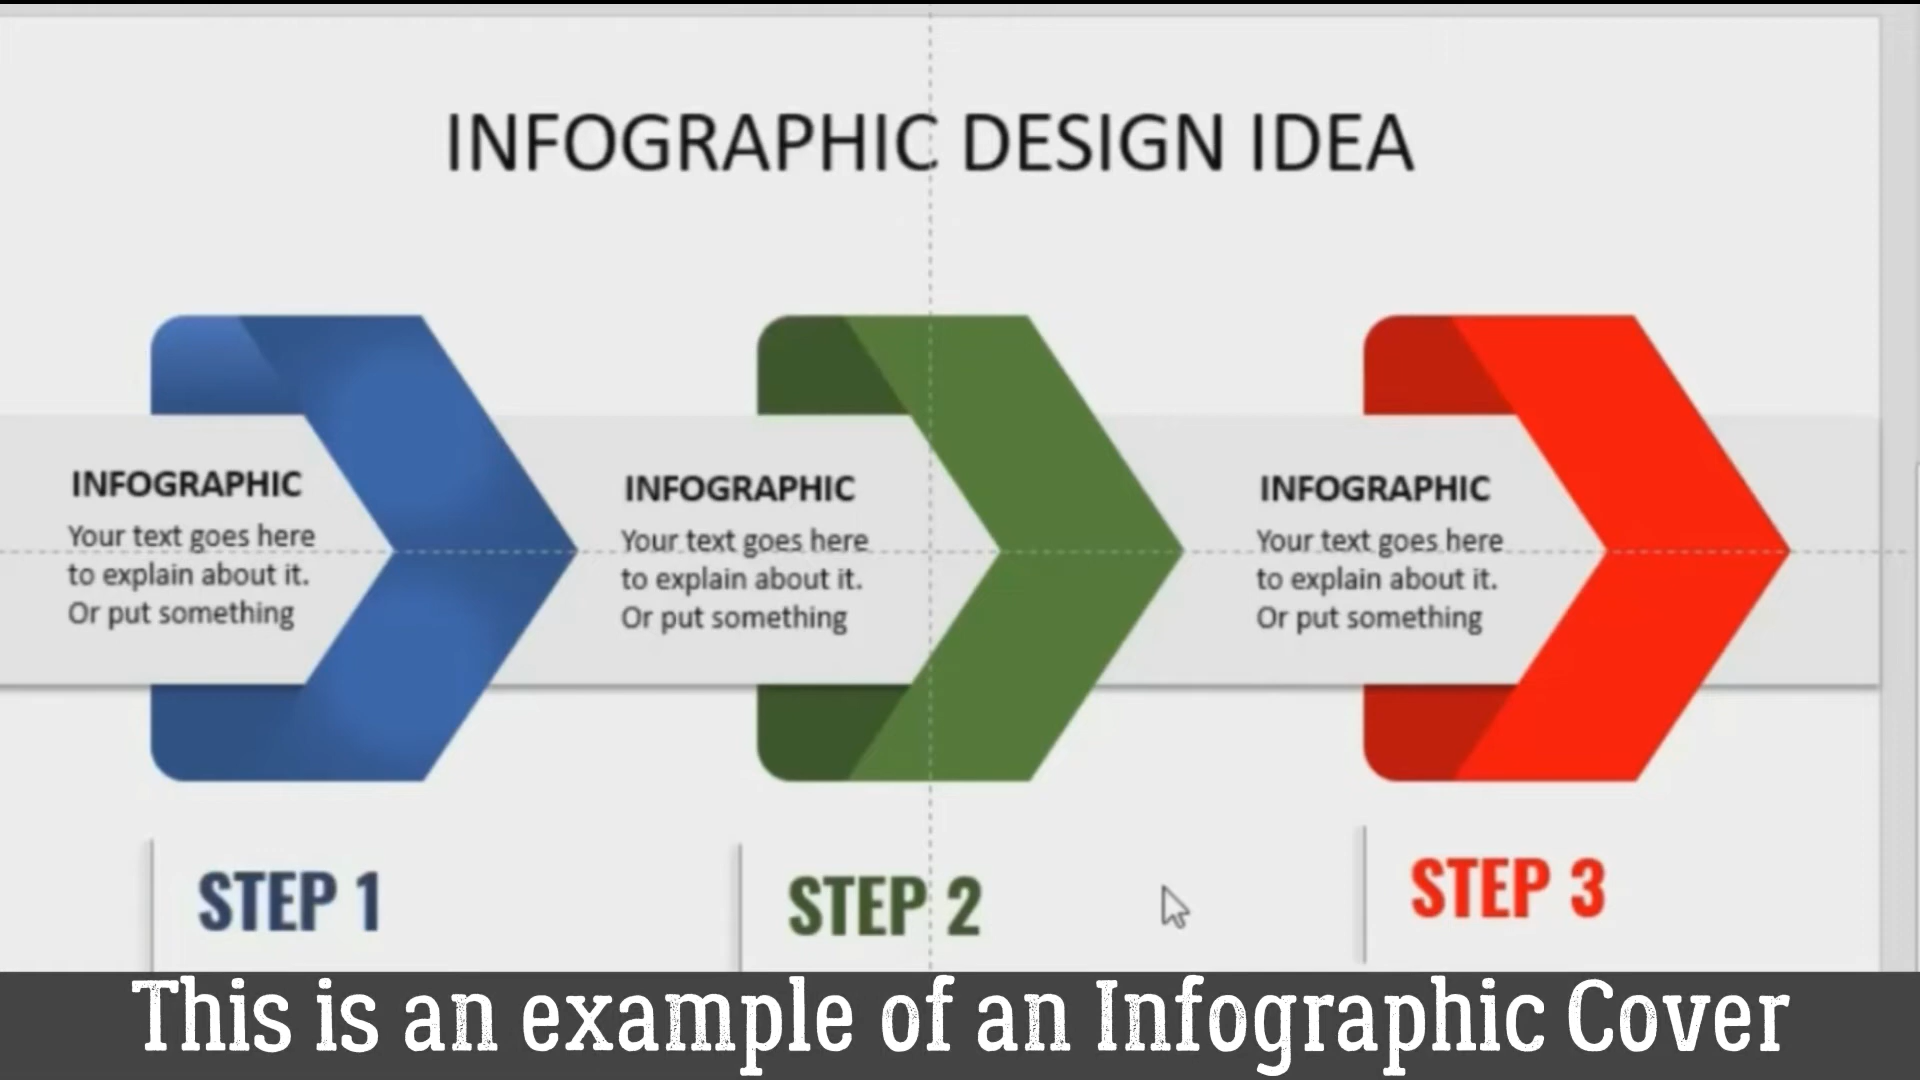 INFOGRAPHIC DESIGN IDEA
INFOGRAPHIC
Your text goes here
to explain about it.
Or put something
INFOGRAPHIC
Your text goes here
to explain about it.
Or put something
INFOGRAPHIC
Your text goes here
to explain about it.
Or put something
STEP 1
STEP 2
STEP 3
This is an example of an Infographic Cover